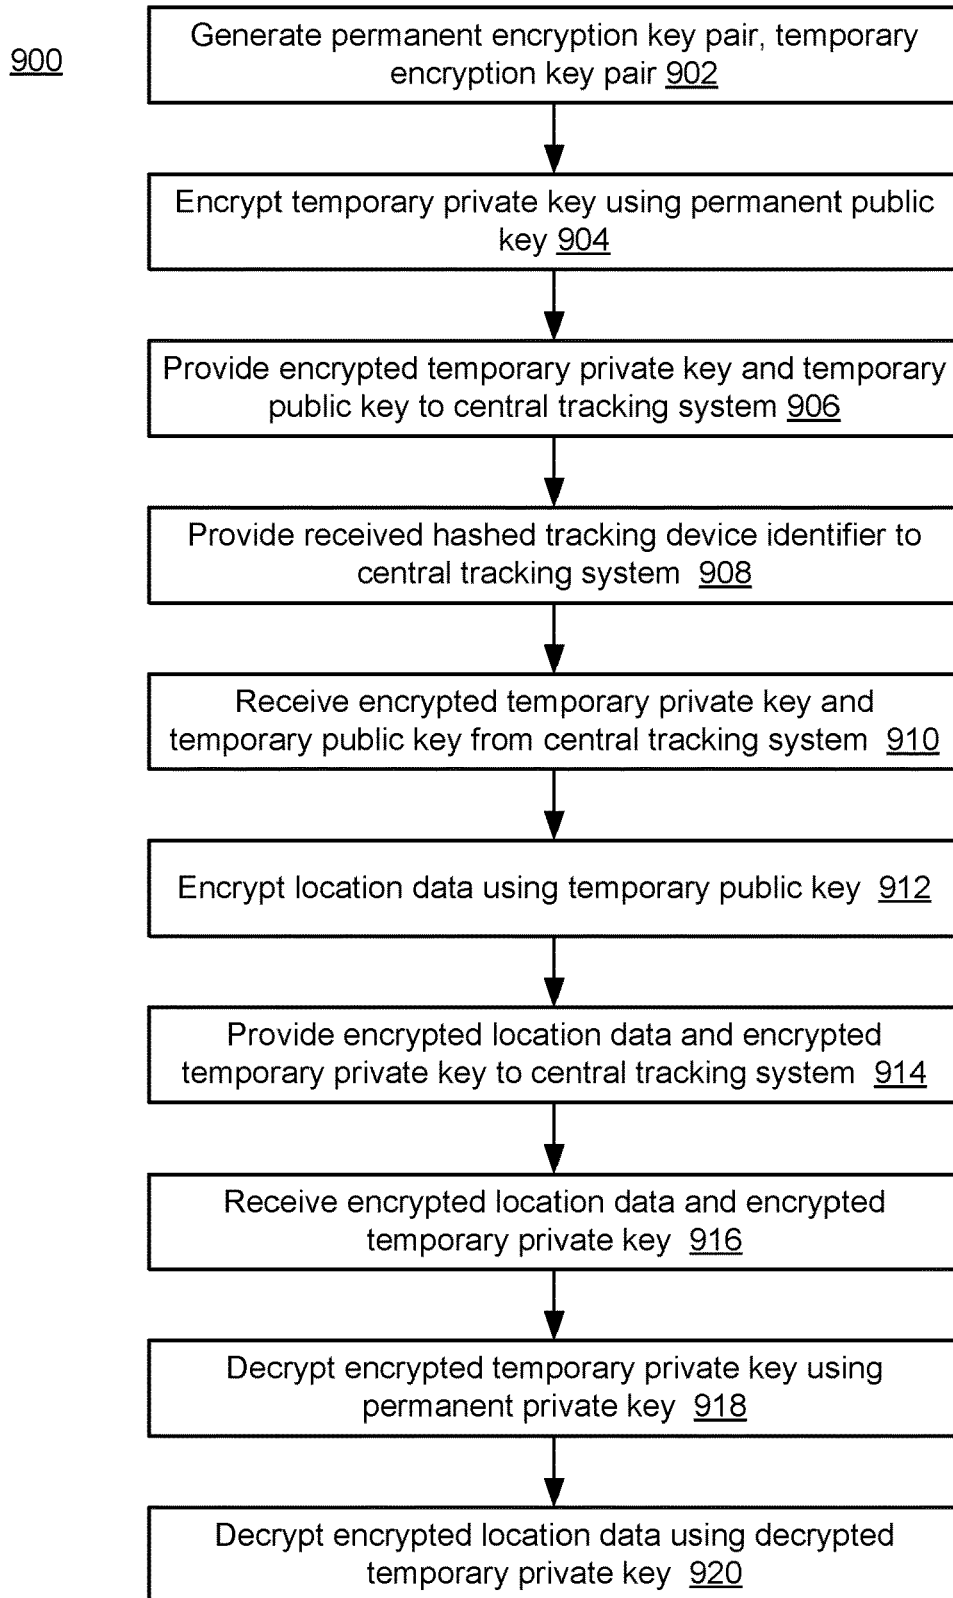 900
Generate permanent encryption key pair, temporary
encryption key pair 902
Encrypt temporary private key using permanent public
key 904
Provide encrypted temporary private key and temporary
public key to central tracking system 906
Provide received hashed tracking device identifier to
central tracking system 908
Receive encrypted temporary private key and
temporary public key from central tracking system 910
Encrypt location data using temporary public key 912
Provide encrypted location data and encrypted
temporary private key to central tracking system 914
Receive encrypted location data and encrypted
temporary private key 916
Decrypt encrypted temporary private key using
permanent private key 918
Decrypt encrypted location data using decrypted
temporary private key 920